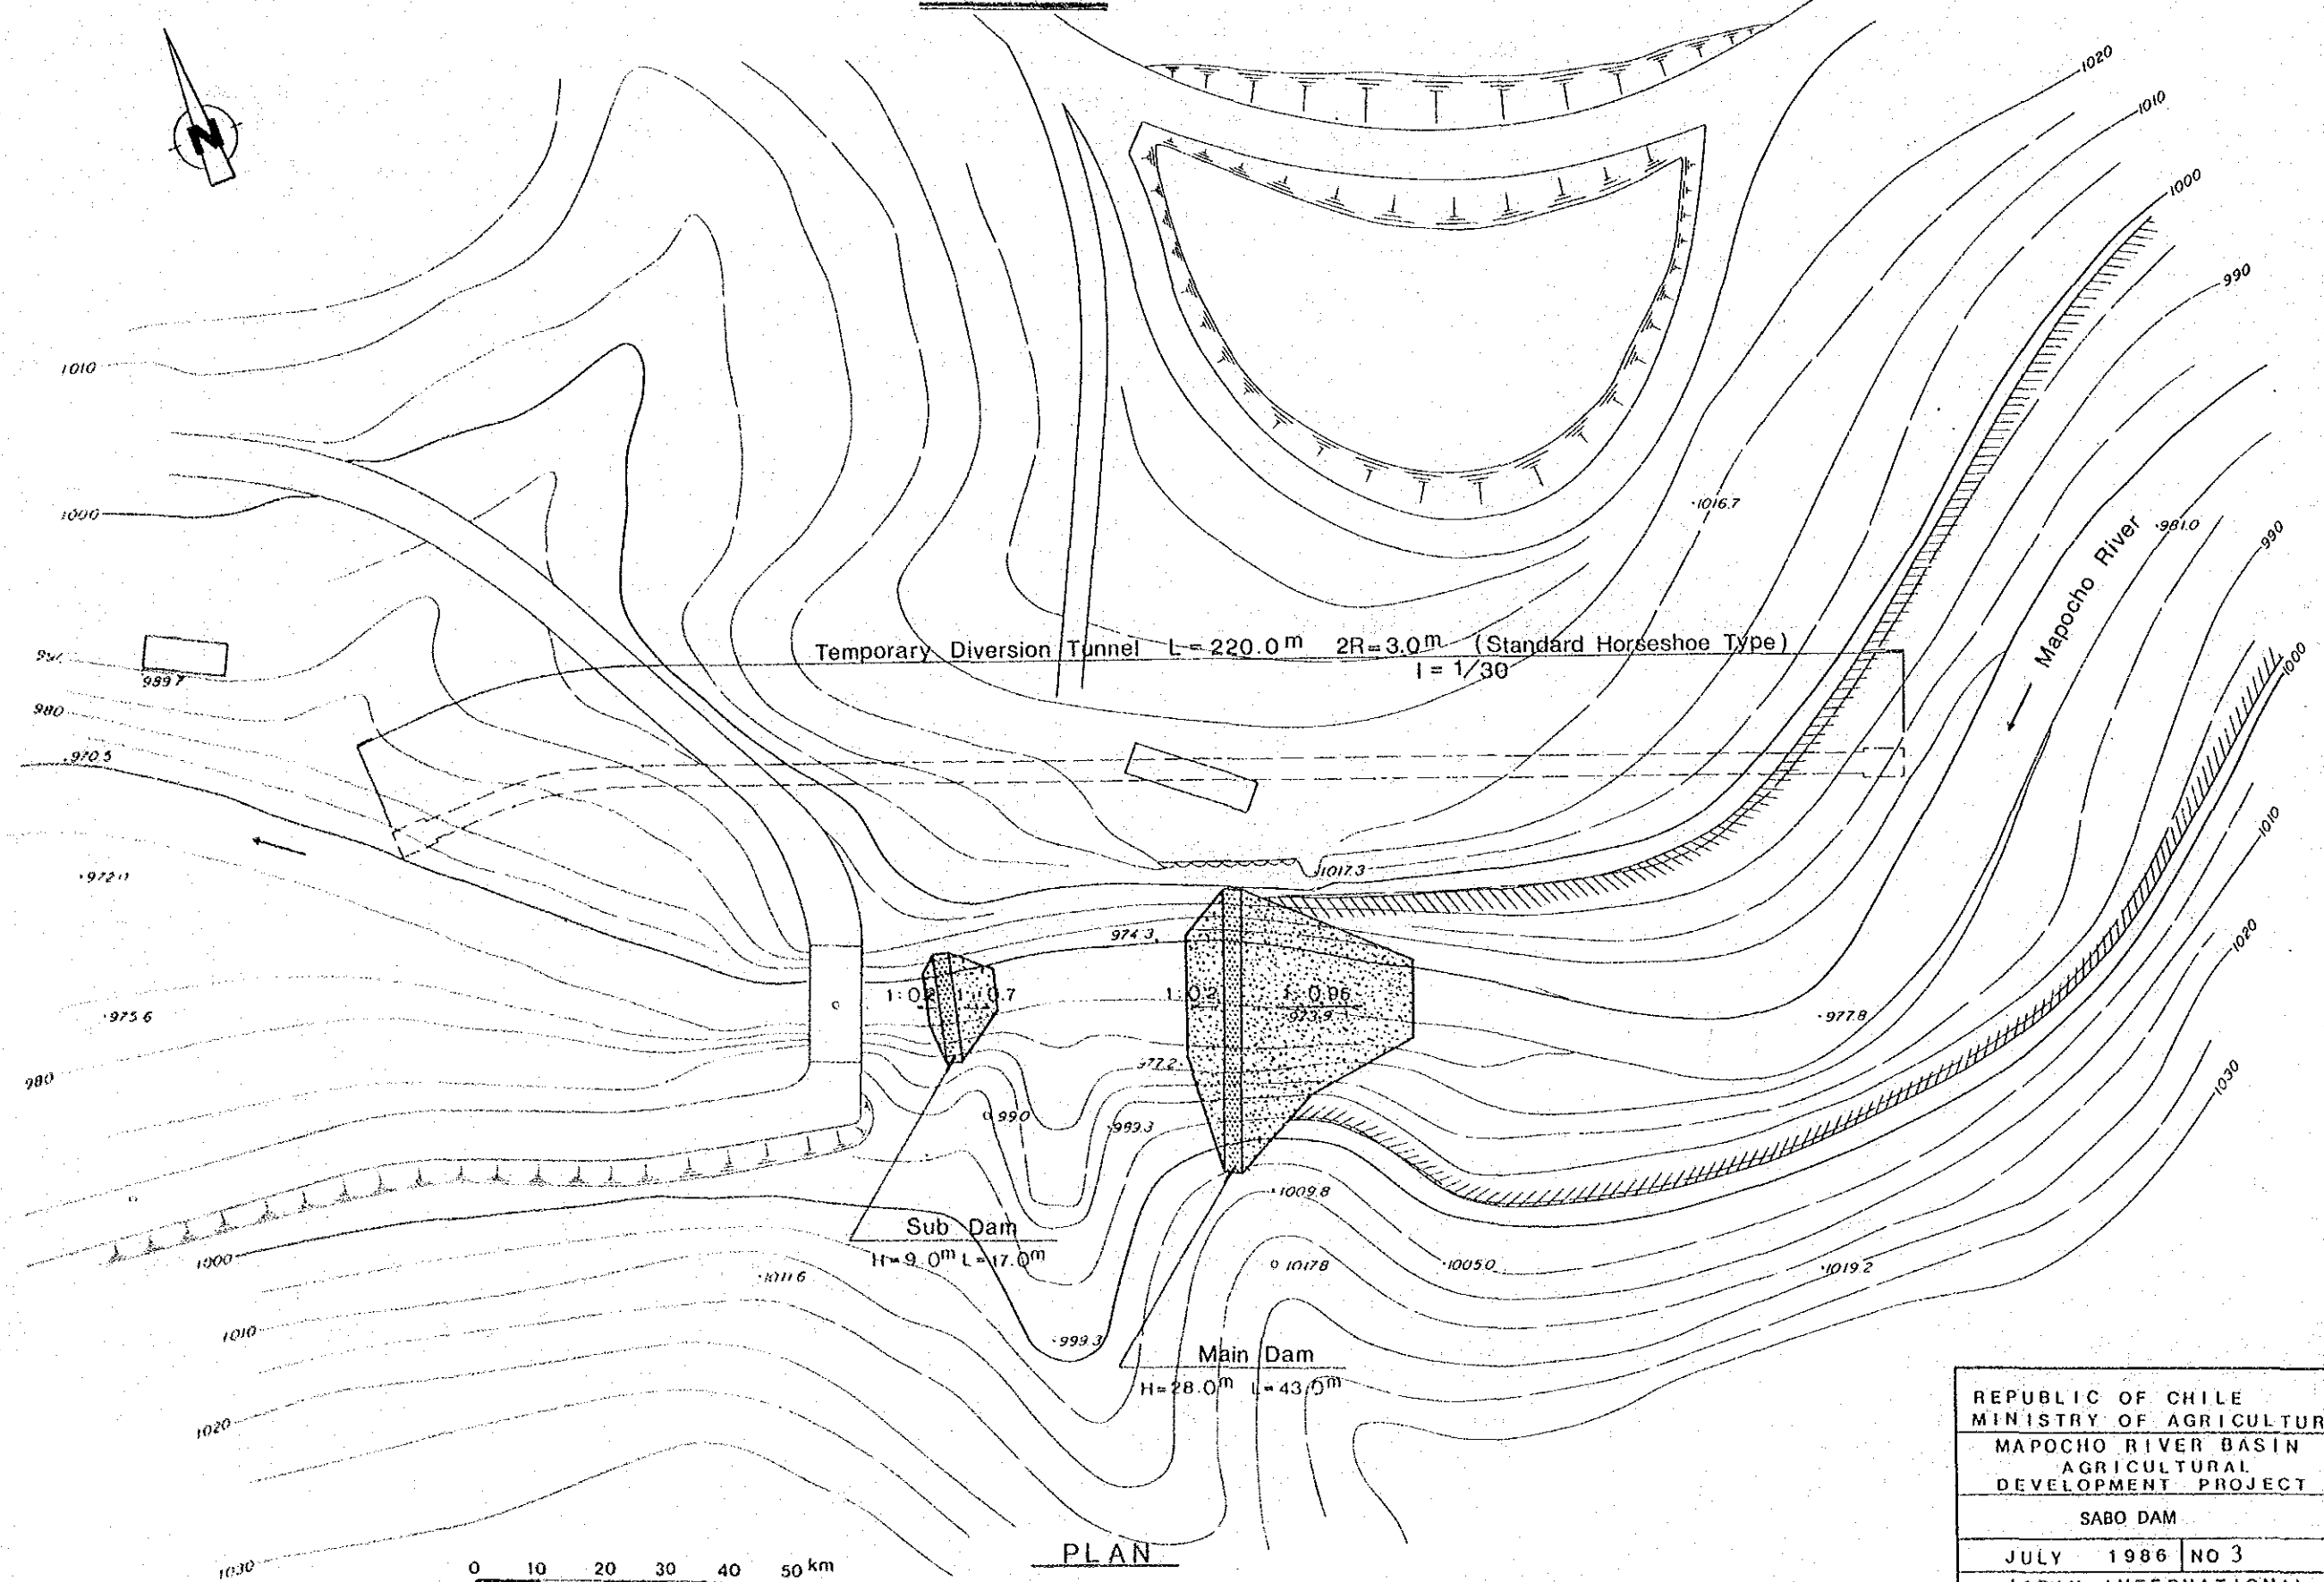 N
1020
1010
1000
990
1010
1000
·1016.7
Mapocho River
·981.0
990
1000
Temporary Diversion Tunnel L=220.0m 2R=3.0m (Standard Horseshoe Type)
I=1/30
989.7
980
·970.5
·972.0
1017.3
1010
974.3
1020
1:0.2 1:0.7
1:0.2 1:0.96
973.9
·975.6
·977.8
977.2
980
1030
990
·989.3
·1009.8
Sub Dam
H=9.0m L=17.0m
1000
·1011.6
1017.8
·1005.0
·1019.2
1010
·999.3
Main Dam
H=28.0m L=43.0m
1020
1030
0 10 20 30 40 50 km
PLAN
REPUBLIC OF CHILE
MINISTRY OF AGRICULTUR
MAPOCHO RIVER BASIN
AGRICULTURAL
DEVELOPMENT PROJECT
SABO DAM
JULY 1986 NO 3